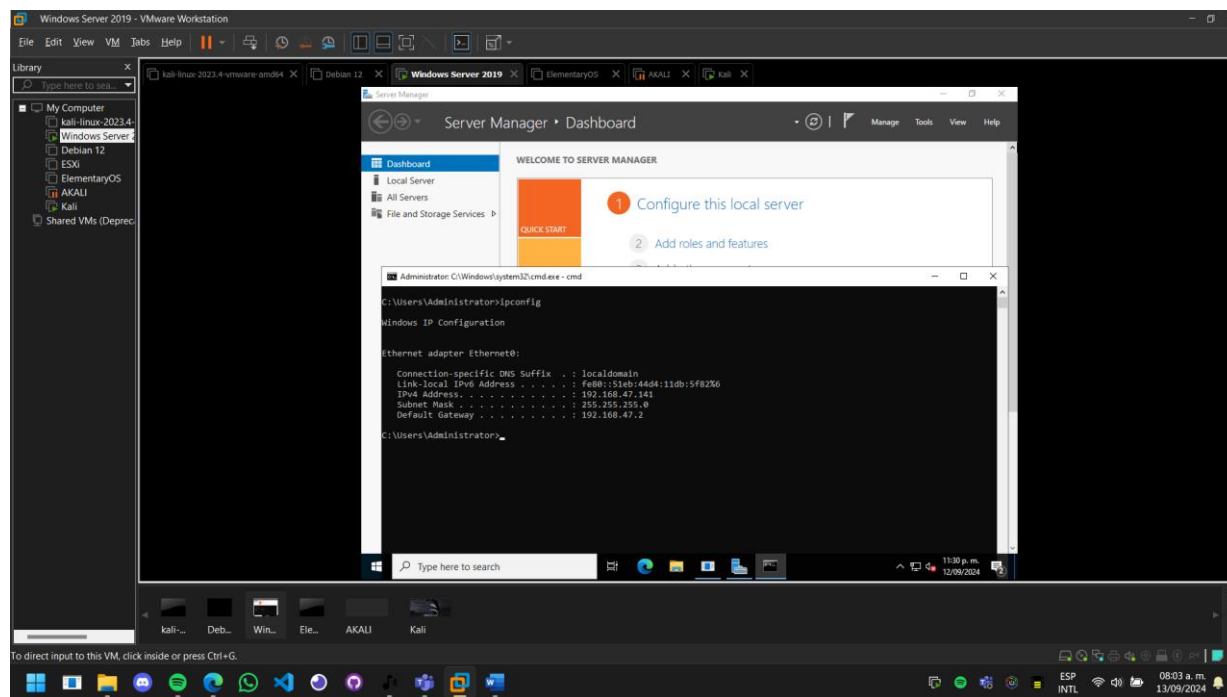 Windows Server 2019 - VMware Workstation
File Edit View VM Tabs Help
Library X
Type here to sea...
My Computer
kali-linux-2023.4-
Windows Server 2
Debian 12
ESXi
ElementaryOS
AKALI
Kali
Shared VMs (Deprec
kali-linux-2023.4-vmware-amd64 Debian 12 Windows Server 2019 ElementaryOS AKALI Kali
Server Manager
Server Manager • Dashboard
Manage Tools View Help
Dashboard
Local Server
All Servers
File and Storage Services
WELCOME TO SERVER MANAGER
QUICK START
1 Configure this local server
2 Add roles and features
Administrator: C:\Windows\system32\cmd.exe - cmd
C:\Users\Administrator>ipconfig
Windows IP Configuration
Ethernet adapter Ethernet0:
Connection-specific DNS Suffix . : localdomain
Link-local IPv6 Address . . . . . : fe80::51eb:44d4:11db:5f82%6
IPv4 Address. . . . . . . . . . . : 192.168.47.141
Subnet Mask . . . . . . . . . . . : 255.255.255.0
Default Gateway . . . . . . . . . : 192.168.47.2
C:\Users\Administrator>_
Type here to search
11:30 p. m.
12/09/2024
kali-... Deb... Win... Ele... AKALI Kali
To direct input to this VM, click inside or press Ctrl+G.
ESP
INTL
08:03 a. m.
13/09/2024